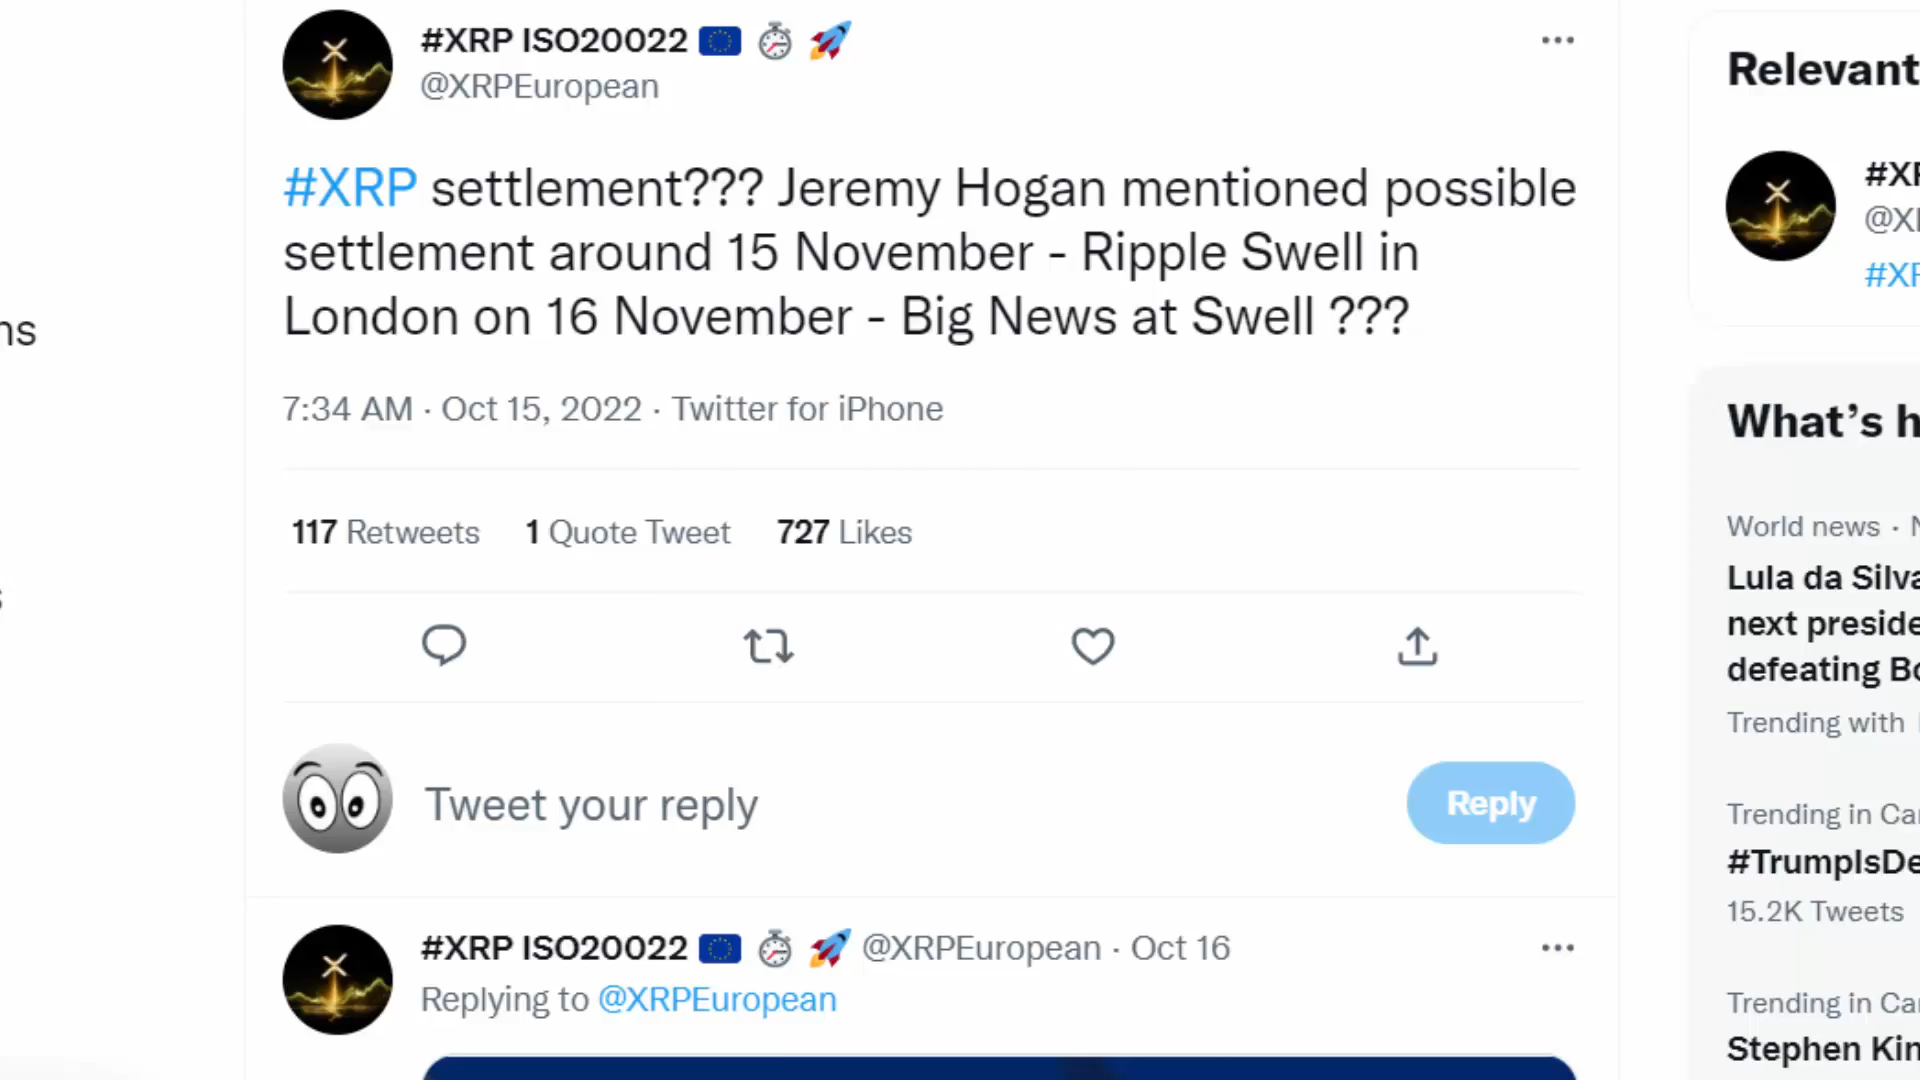 #XRP ISO20022
@XRPEuropean
#XRP settlement??? Jeremy Hogan mentioned possible
settlement around 15 November - Ripple Swell in
London on 16 November - Big News at Swell ???
7:34 AM · Oct 15, 2022 · Twitter for iPhone
117 Retweets 1 Quote Tweet 727 Likes
Tweet your reply
Reply
#XRP ISO20022 @XRPEuropean · Oct 16
Replying to @XRPEuropean
ns
s
Relevant
#XR
@XI
#XR
What's h
World news · N
Lula da Silva
next preside
defeating Bo
Trending with
Trending in Ca
#TrumpIsDe
15.2K Tweets
Trending in Ca
Stephen Kin